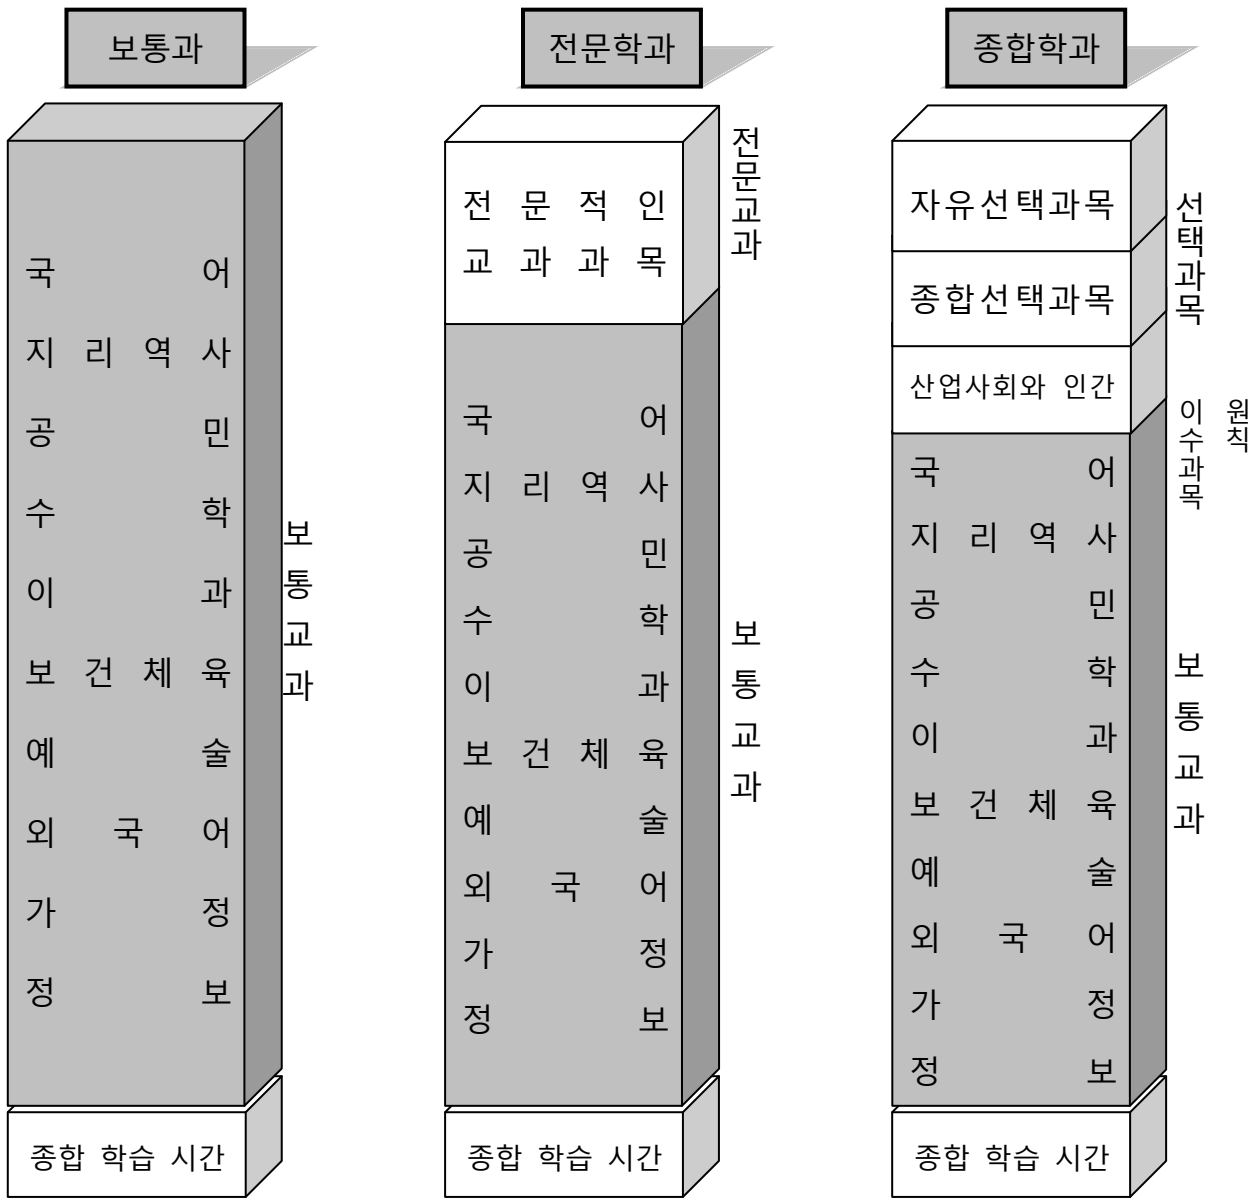 보통과
국 어
지 리 역 사
공 민
수 학
이 과
보 건 체 육
예 술
외 국 어
가 정
정 보
보통교과
종합 학습 시간
전문학과
전 문 적 인
교 과 과 목
전문교과
국 어
지 리 역 사
공 민
수 학
이 과
보 건 체 육
예 술
외 국 어
가 정
정 보
보통교과
종합 학습 시간
종합학과
자유선택과목
종합선택과목
선택과목
산업사회와 인간
원칙
이수과목
국 어
지 리 역 사
공 민
수 학
이 과
보 건 체 육
예 술
외 국 어
가 정
정 보
보통교과
종합 학습 시간